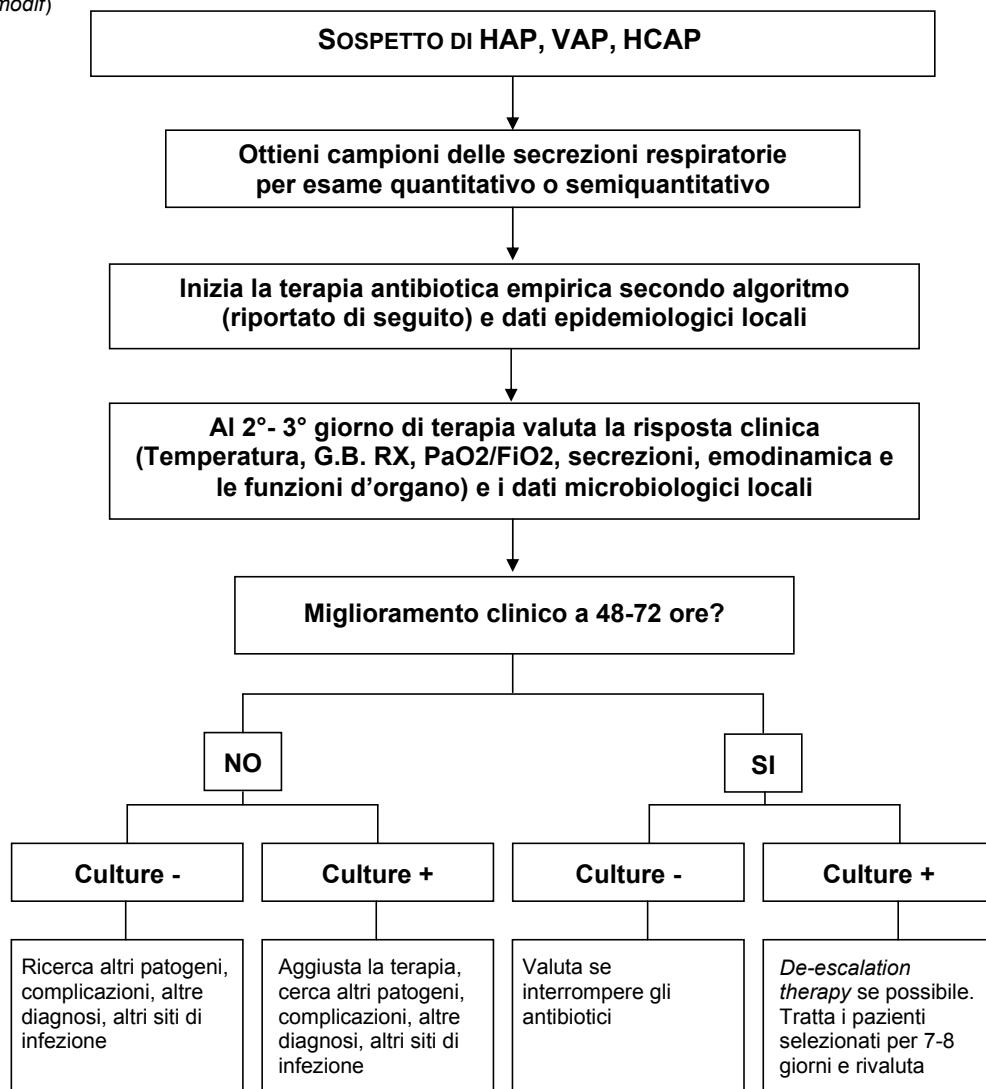 modif)
SOSPETTO DI HAP, VAP, HCAP
Ottieni campioni delle secrezioni respiratorie
per esame quantitativo o semiquantitativo
Inizia la terapia antibiotica empirica secondo algoritmo
(riportato di seguito) e dati epidemiologici locali
Al 2°- 3° giorno di terapia valuta la risposta clinica
(Temperatura, G.B. RX, PaO2/FiO2, secrezioni, emodinamica e
le funzioni d'organo) e i dati microbiologici locali
Miglioramento clinico a 48-72 ore?
NO
SI
Culture -
Culture +
Culture -
Culture +
Ricerca altri patogeni,
complicazioni, altre
diagnosi, altri siti di
infezione
Aggiusta la terapia,
cerca altri patogeni,
complicazioni, altre
diagnosi, altri siti di
infezione
Valuta se
interrompere gli
antibiotici
De-escalation
therapy se possibile.
Tratta i pazienti
selezionati per 7-8
giorni e rivaluta